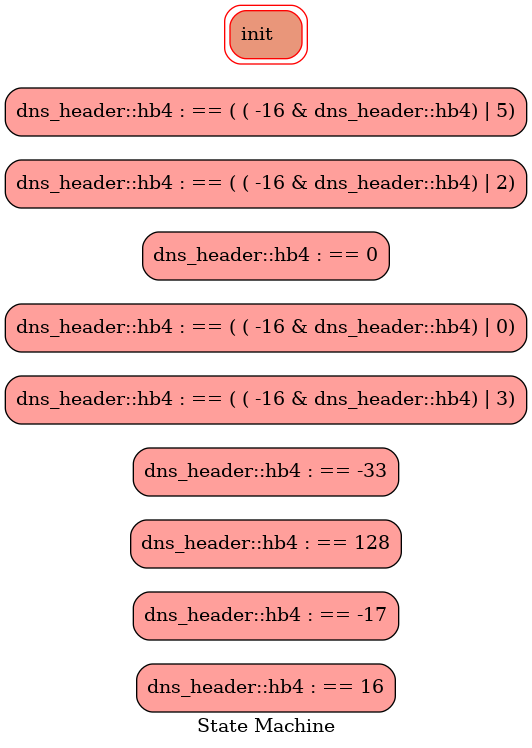 init
dns_header::hb4 : == ( ( -16 & dns_header::hb4) | 5)
dns_header::hb4 : == ( ( -16 & dns_header::hb4) | 2)
dns_header::hb4 : == 0
dns_header::hb4 : == ( ( -16 & dns_header::hb4) | 0)
dns_header::hb4 : == ( ( -16 & dns_header::hb4) | 3)
dns_header::hb4 : == -33
dns_header::hb4 : == 128
dns_header::hb4 : == -17
dns_header::hb4 : == 16
State Machine